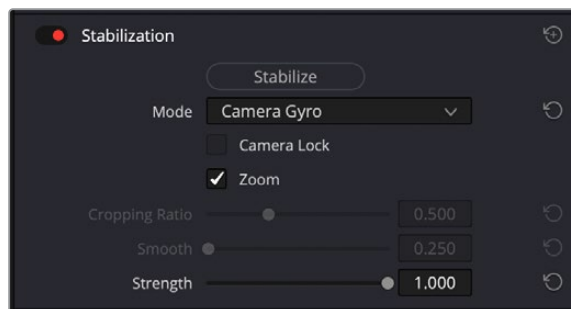 Stabilization
Stabilize
Mode Camera Gyro
Camera Lock
Zoom
Cropping Ratio 0.500
Smooth 0.250
Strength 1.000